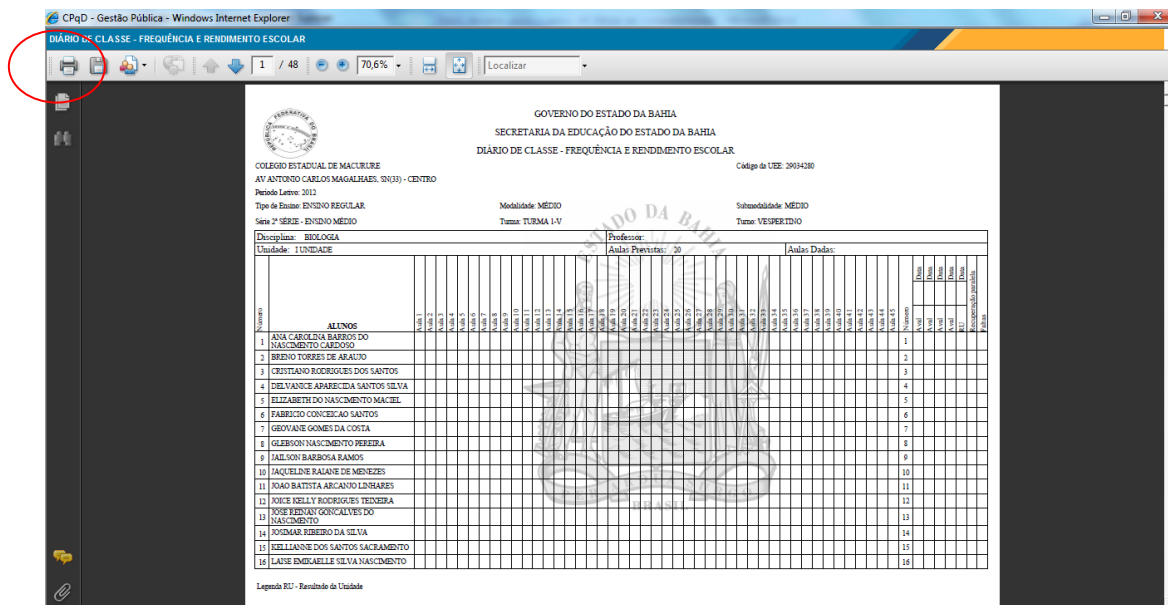 CPqD - Gestão Pública - Windows Internet Explorer
DIÁRIO DE CLASSE - FREQUÊNCIA E RENDIMENTO ESCOLAR
1 / 48 70,6% Localizar
REPÚBLICA FEDERATIVA DO BRASIL
GOVERNO DO ESTADO DA BAHIA
SECRETARIA DA EDUCAÇÃO DO ESTADO DA BAHIA
DIÁRIO DE CLASSE - FREQUÊNCIA E RENDIMENTO ESCOLAR
COLEGIO ESTADUAL DE MACURURE Código da UEE: 29034280
AV ANTONIO CARLOS MAGALHAES, SN(33) - CENTRO
Período Letivo: 2012
Tipo de Ensino: ENSINO REGULAR Modalidade: MÉDIO Submodalidade: MÉDIO
Série 2ª SÉRIE - ENSINO MÉDIO Turma: TURMA 1-V Turno: VESPERTINO
Disciplina: BIOLOGIA Professor:
Unidade: I UNIDADE Aulas Previstas: 20 Aulas Dadas:
Número ALUNOS Aula 1 Aula 2 Aula 3 Aula 4 Aula 5 Aula 6 Aula 7 Aula 8 Aula 9 Aula 10 Aula 11 Aula 12 Aula 13 Aula 14 Aula 15 Aula 16 Aula 17 Aula 18 Aula 19 Aula 20 Aula 21 Aula 22 Aula 23 Aula 24 Aula 25 Aula 26 Aula 27 Aula 28 Aula 29 Aula 30 Aula 31 Aula 32 Aula 33 Aula 34 Aula 35 Aula 36 Aula 37 Aula 38 Aula 39 Aula 40 Aula 41 Aula 42 Aula 43 Aula 44 Aula 45 Número Aval Data Aval Data Aval Data Aval Data RU Data Recuperação paralela Faltas
1 ANA CAROLINA BARROS DO 1
NASCIMENTO CARDOSO
2 BRENO TORRES DE ARAUJO 2
3 CRISTIANO RODRIGUES DOS SANTOS 3
4 DELVANICE APARECIDA SANTOS SILVA 4
5 ELIZABETH DO NASCIMENTO MACIEL 5
6 FABRICIO CONCEICAO SANTOS 6
7 GEOVANE GOMES DA COSTA 7
8 GLEBSON NASCIMENTO PEREIRA 8
9 JAILSON BARBOSA RAMOS 9
10 JAQUELINE RAIANE DE MENEZES 10
11 JOAO BATISTA ARCANJO LINHARES 11
12 JOICE KELLY RODRIGUES TEIXEIRA 12
13 JOSE REINAN GONCALVES DO 13
NASCIMENTO
14 JOSIMAR RIBEIRO DA SILVA 14
15 KELLIANNE DOS SANTOS SACRAMENTO 15
16 LAISE EMIKAELLE SILVA NASCIMENTO 16
ESTADO DA BAHIA
BRASIL
Legenda RU - Resultado da Unidade